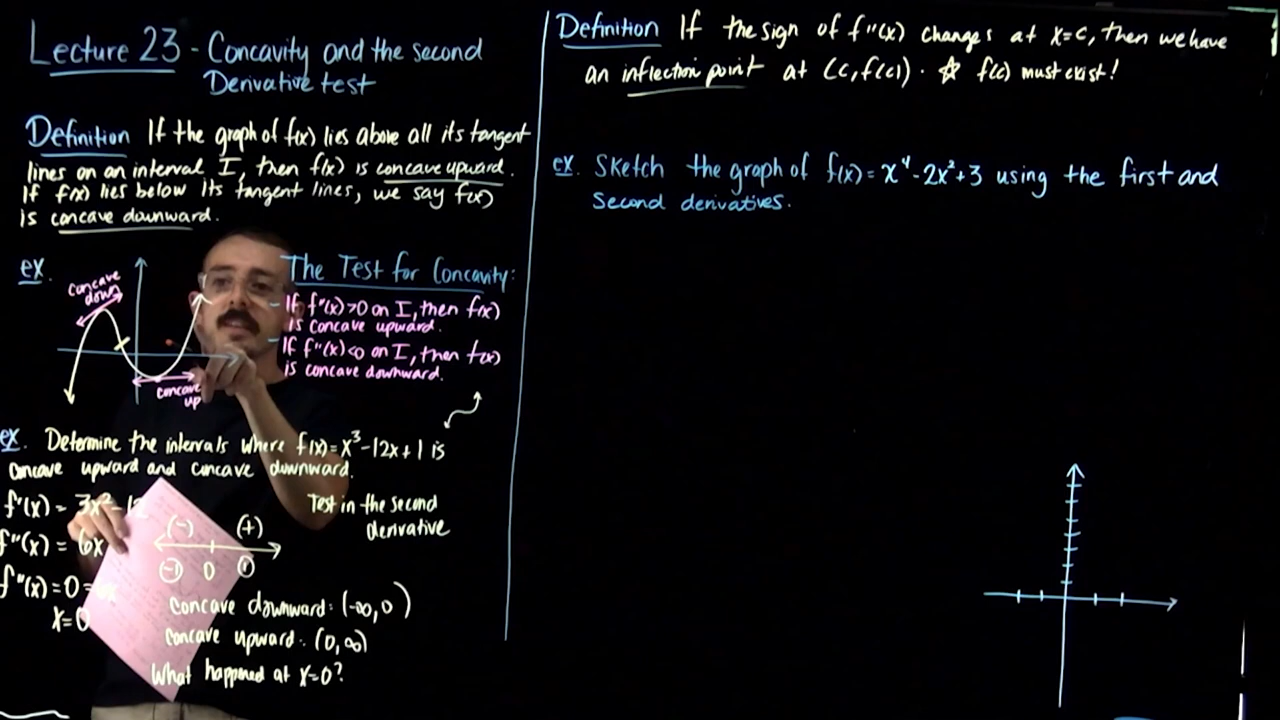 Lecture 23 - Concavity and the second
Derivative test
Definition If the graph of f(x) lies above all its tangent
lines on an interval I, then f(x) is concave upward.
If f(x) lies below its tangent lines, we say f(x)
is concave downward.
ex.
concave
down
concave
up
The Test for Concavity:
- If f''(x)>0 on I, then f(x)
is concave upward.
- If f''(x)<0 on I, then f(x)
is concave downward.
ex. Determine the intervals where f(x)=x³-12x+1 is
concave upward and concave downward.
f'(x) = 3x²-12
f''(x) = 6x
f''(x)=0=6x
x=0
(-) (+)
-1 0 1
Test in the second
derivative
Concave downward: (-∞,0)
Concave upward: (0,∞)
What happened at x=0?
Definition If the sign of f''(x) changes at x=c, then we have
an inflection point at (c,f(c)). ☆ f(c) must exist!
ex. Sketch the graph of f(x)=x⁴-2x²+3 using the first and
second derivatives.